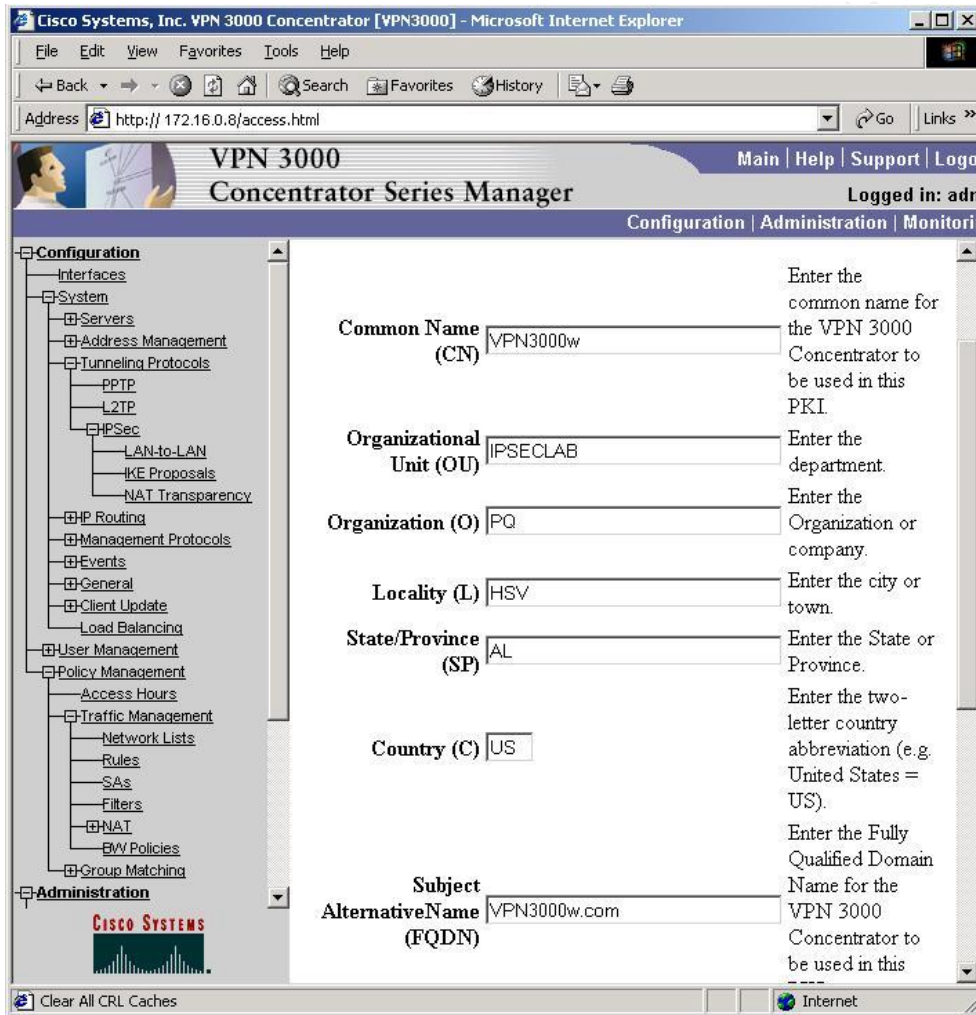 Cisco Systems, Inc. VPN 3000 Concentrator [VPN3000] - Microsoft Internet Explorer
File Edit View Favorites Tools Help
Back Search Favorites History
Address http:// 172.16.0.8/access.html Go Links »
VPN 3000
Concentrator Series Manager
Main | Help | Support | Logo
Logged in: adr
Configuration | Administration | Monitori
Configuration
Interfaces
System
Servers
Address Management
Tunneling Protocols
PPTP
L2TP
IPSec
LAN-to-LAN
IKE Proposals
NAT Transparency
IP Routing
Management Protocols
Events
General
Client Update
Load Balancing
User Management
Policy Management
Access Hours
Traffic Management
Network Lists
Rules
SAs
Filters
NAT
BW Policies
Group Matching
Administration
CISCO SYSTEMS
Common Name
(CN)
VPN3000w
Enter the
common name for
the VPN 3000
Concentrator to
be used in this
PKI.
Organizational
Unit (OU)
IPSECLAB
Enter the
department.
Organization (O)
PQ
Enter the
Organization or
company.
Locality (L)
HSV
Enter the city or
town.
State/Province
(SP)
AL
Enter the State or
Province.
Country (C)
US
Enter the two-
letter country
abbreviation (e.g.
United States =
US).
Subject
AlternativeName
(FQDN)
VPN3000w.com
Enter the Fully
Qualified Domain
Name for the
VPN 3000
Concentrator to
be used in this
Clear All CRL Caches
Internet